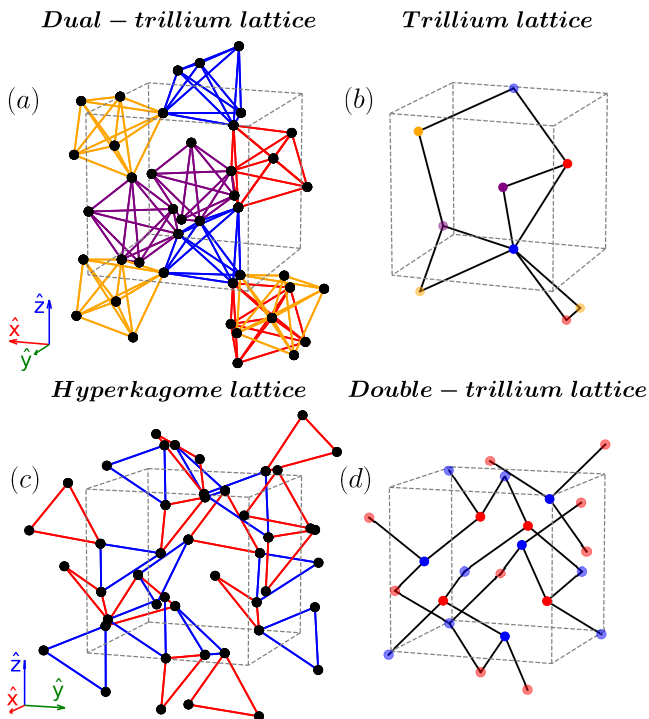 Dual − trillium lattice
Trillium lattice
(a)
(b)
ẑ
x̂
ŷ
Hyperkagome lattice
Double − trillium lattice
(c)
(d)
ẑ
x̂
ŷ